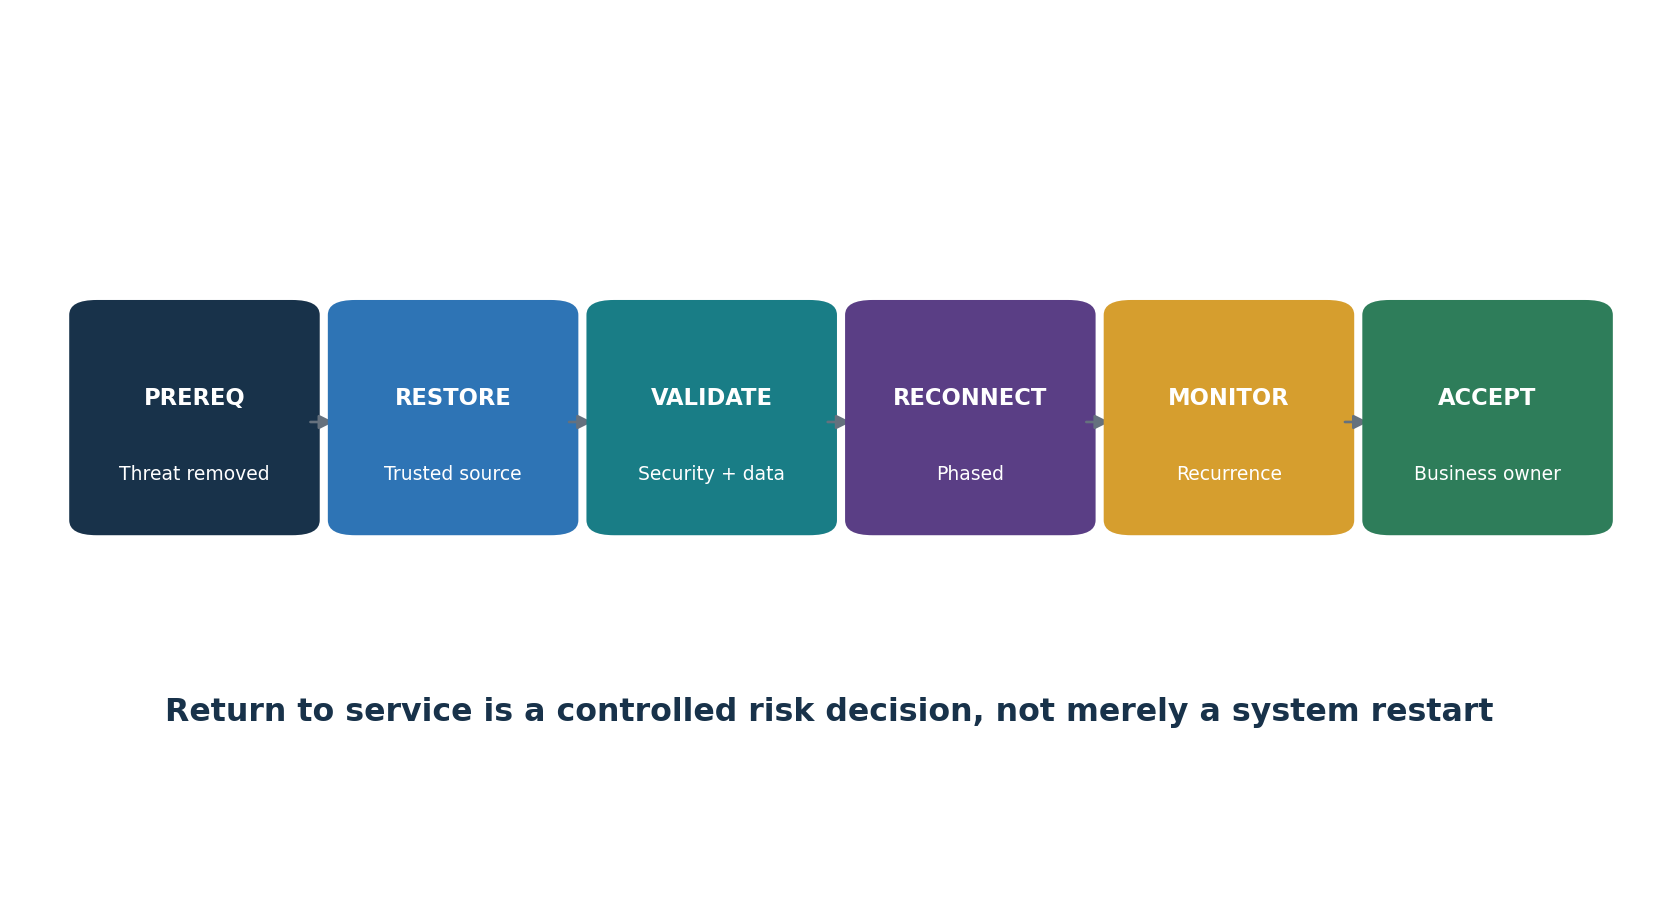 PREREQ
Threat removed
RESTORE
Trusted source
VALIDATE
Security + data
RECONNECT
Phased
MONITOR
Recurrence
ACCEPT
Business owner
Return to service is a controlled risk decision, not merely a system restart